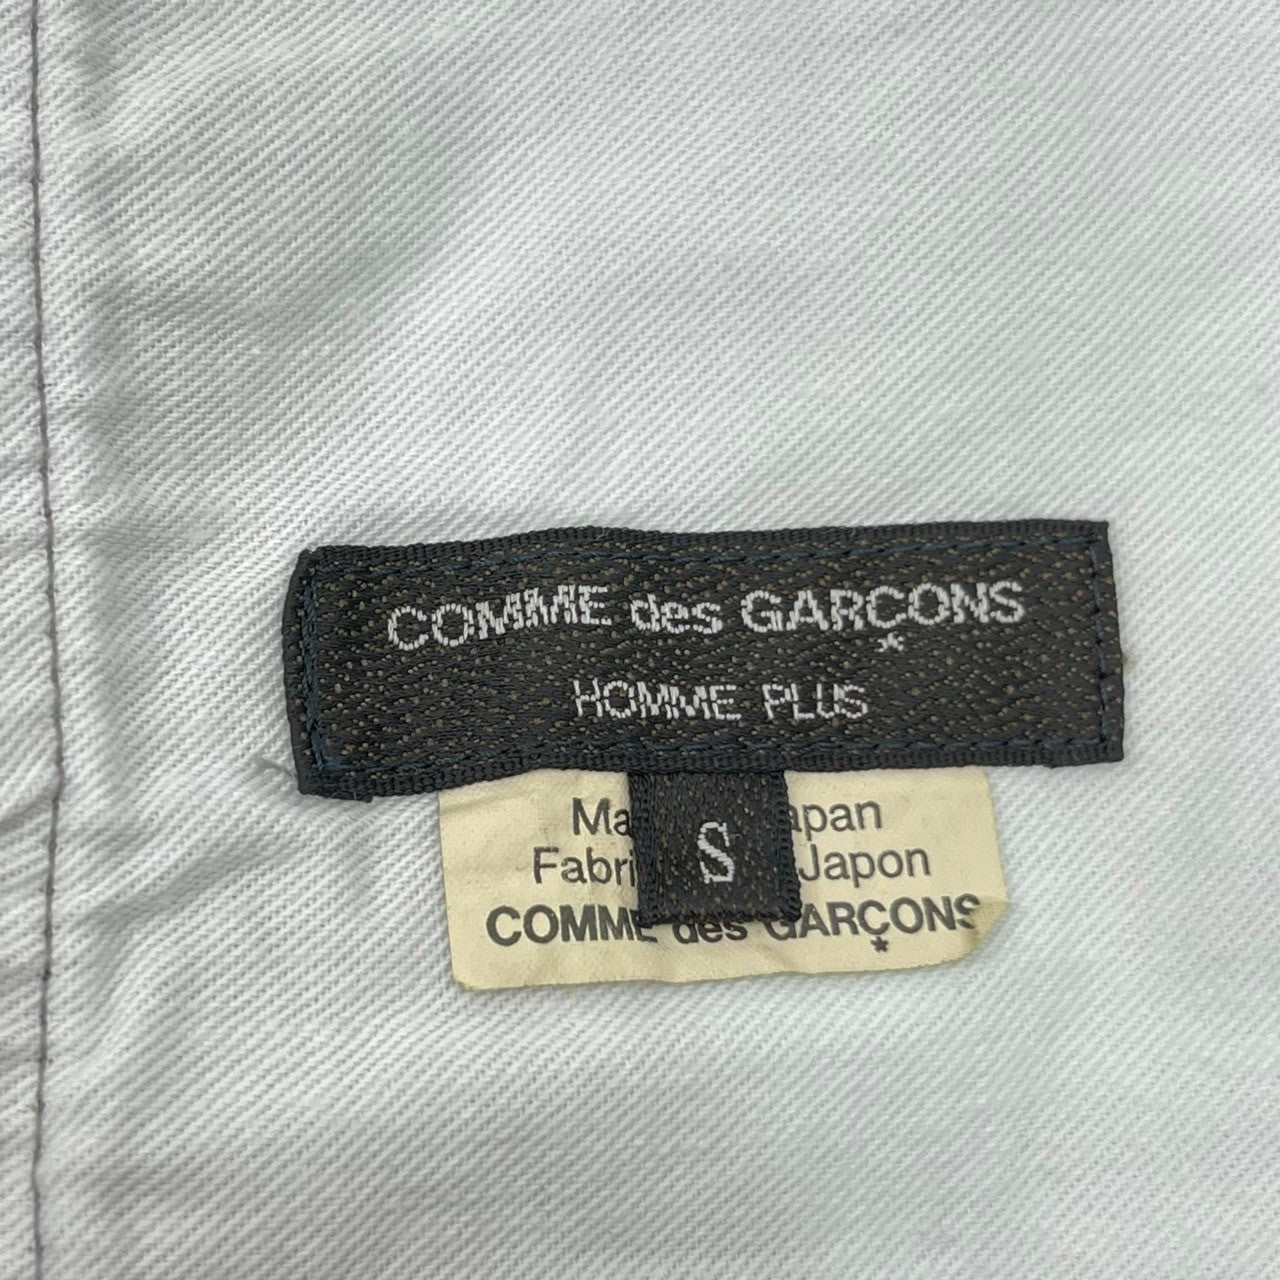 COMME des GARÇONS
HOMME PLUS
S
Ma apan
Fabri Japon
COMME des GARÇONS